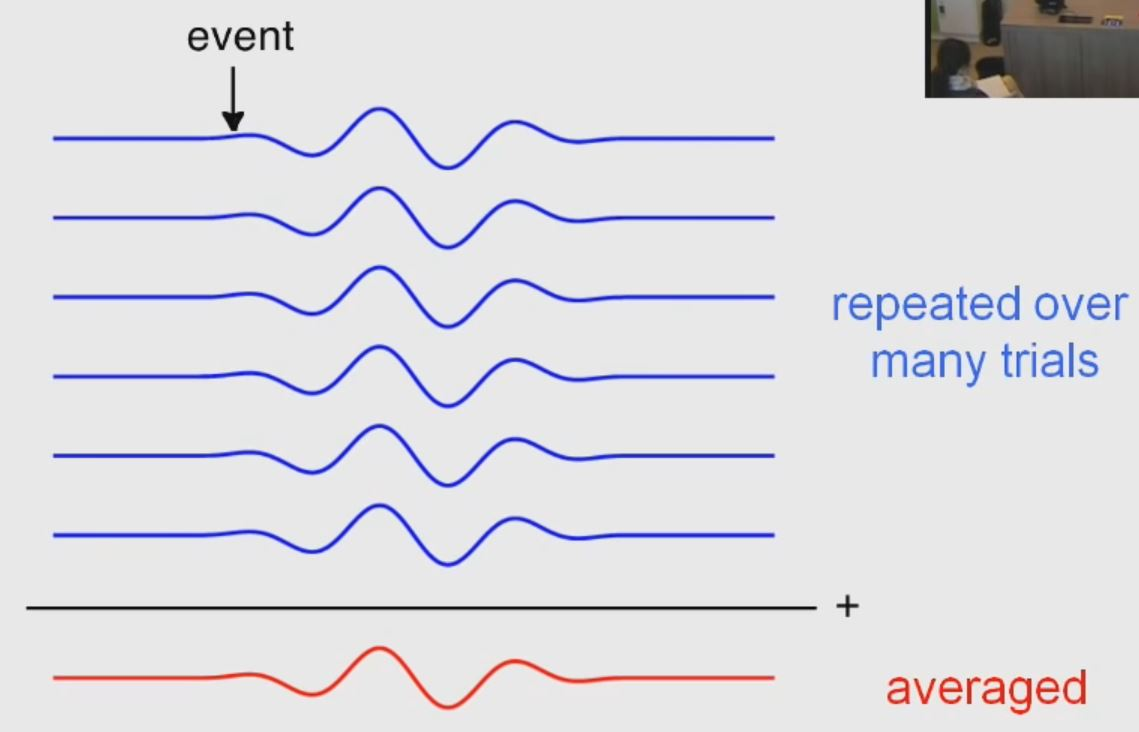 event
repeated over
many trials
+
averaged